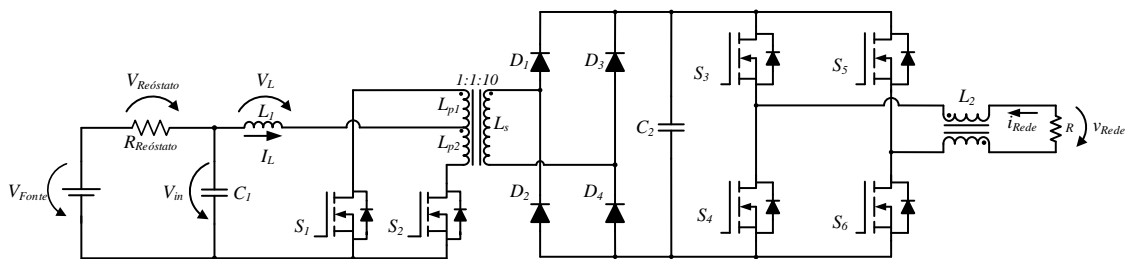 V_Reóstato
R_Reóstato
V_Fonte
V_in
C_1
V_L
L_1
I_L
1:1:10
L_p1
L_p2
L_s
S_1
S_2
D_1
D_3
D_2
D_4
C_2
S_3
S_5
S_4
S_6
L_2
i_Rede
R
v_Rede